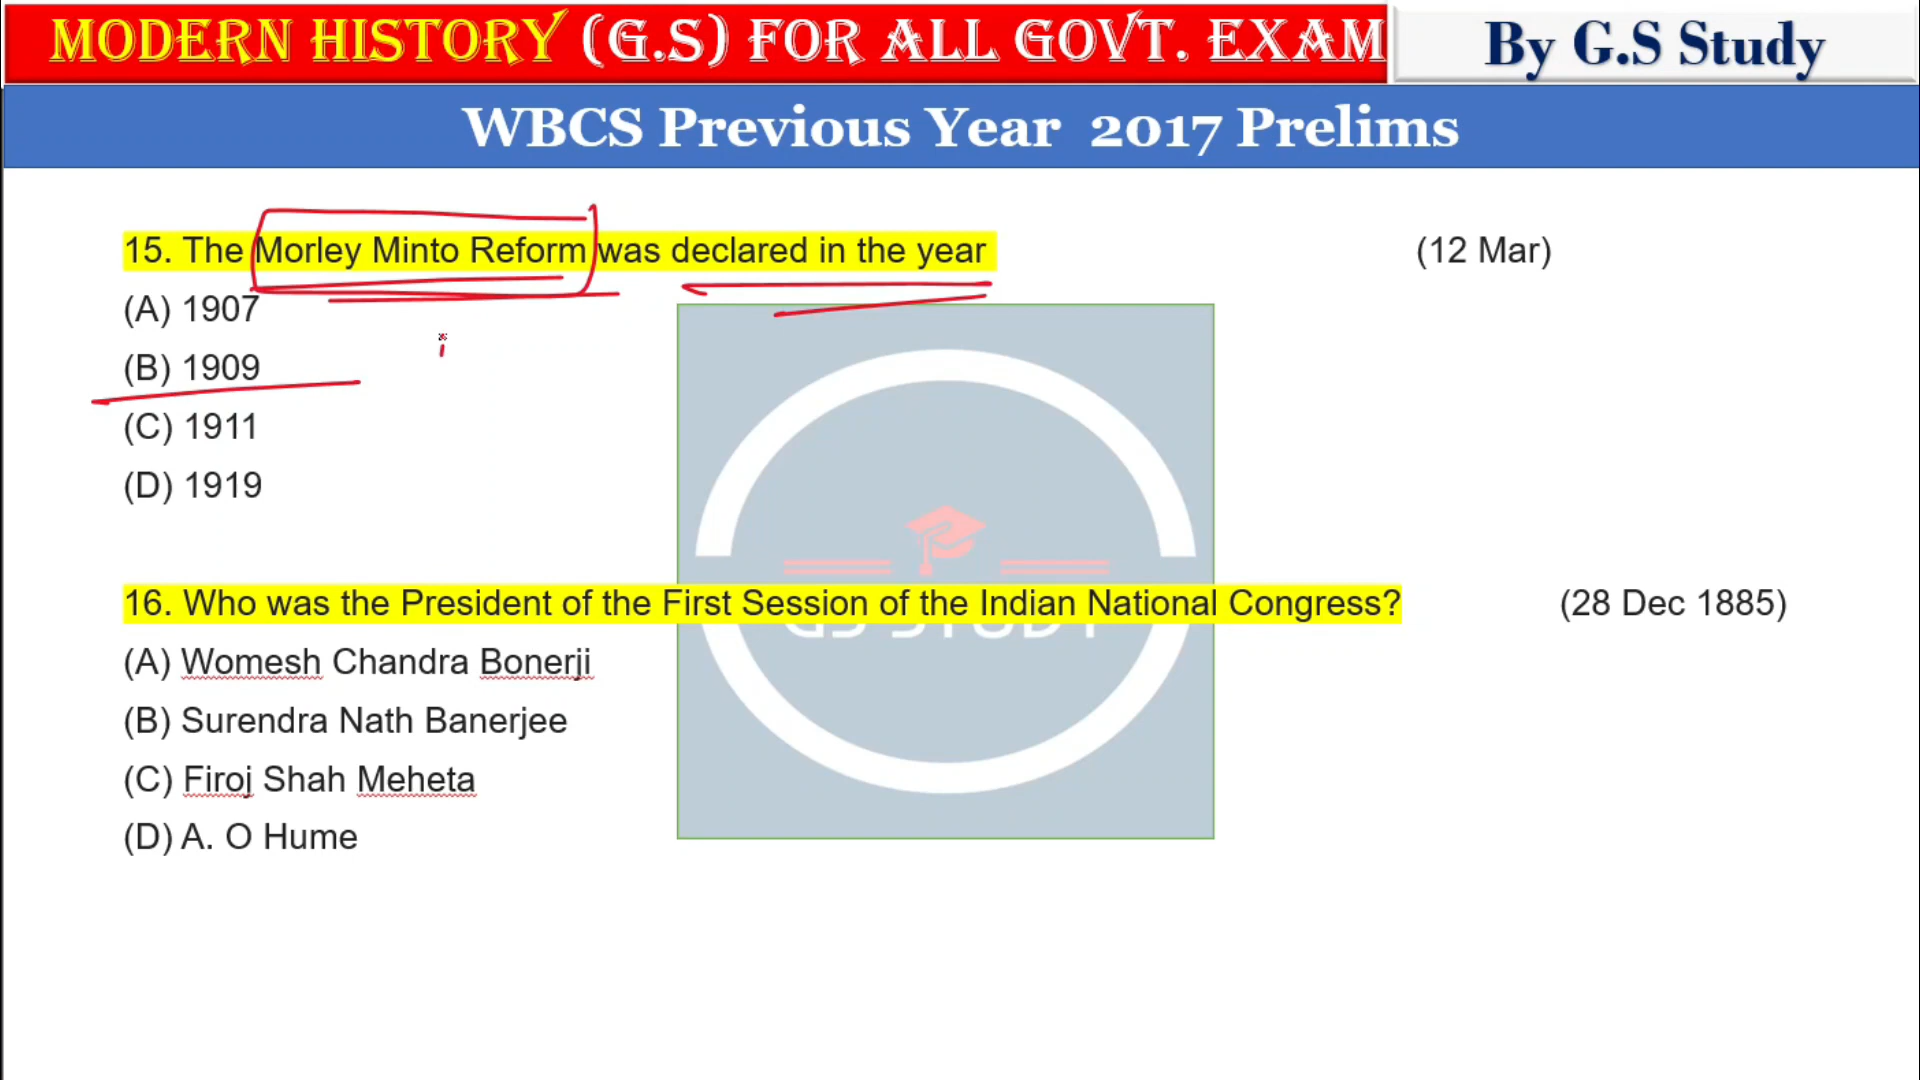 MODERN HISTORY (G.S) FOR ALL GOVT. EXAM
By G.S Study
WBCS Previous Year 2017 Prelims
15. The Morley Minto Reform was declared in the year (12 Mar)
(A) 1907
(B) 1909
(C) 1911
(D) 1919
16. Who was the President of the First Session of the Indian National Congress? (28 Dec 1885)
GS STUDY
(A) Womesh Chandra Bonerji
(B) Surendra Nath Banerjee
(C) Firoj Shah Meheta
(D) A. O Hume